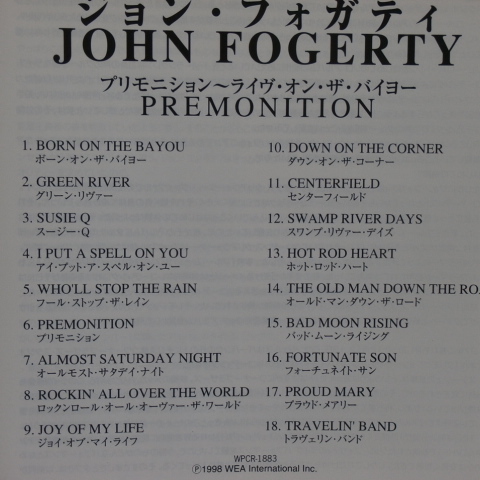 ジョン・フォガティ
JOHN FOGERTY
プリモニション～ライヴ・オン・ザ・バイヨー
PREMONITION
1. BORN ON THE BAYOU
ボーン・オン・ザ・バイヨー
2. GREEN RIVER
グリーン・リヴァー
3. SUSIE Q
スージー・Q
4. I PUT A SPELL ON YOU
アイ・プット・ア・スペル・オン・ユー
5. WHO'LL STOP THE RAIN
フール・ストップ・ザ・レイン
6. PREMONITION
プリモニション
7. ALMOST SATURDAY NIGHT
オールモスト・サタデイ・ナイト
8. ROCKIN' ALL OVER THE WORLD
ロックンロール・オール・オーヴァー・ザ・ワールド
9. JOY OF MY LIFE
ジョイ・オブ・マイ・ライフ
10. DOWN ON THE CORNER
ダウン・オン・ザ・コーナー
11. CENTERFIELD
センターフィールド
12. SWAMP RIVER DAYS
スワンプ・リヴァー・デイズ
13. HOT ROD HEART
ホット・ロッド・ハート
14. THE OLD MAN DOWN THE RO
オールド・マン・ダウン・ザ・ロード
15. BAD MOON RISING
バッド・ムーン・ライジング
16. FORTUNATE SON
フォーチュネイト・サン
17. PROUD MARY
プラウド・メアリー
18. TRAVELIN' BAND
トラヴェリン・バンド
WPCR-1883
Ⓟ1998 WEA International Inc.